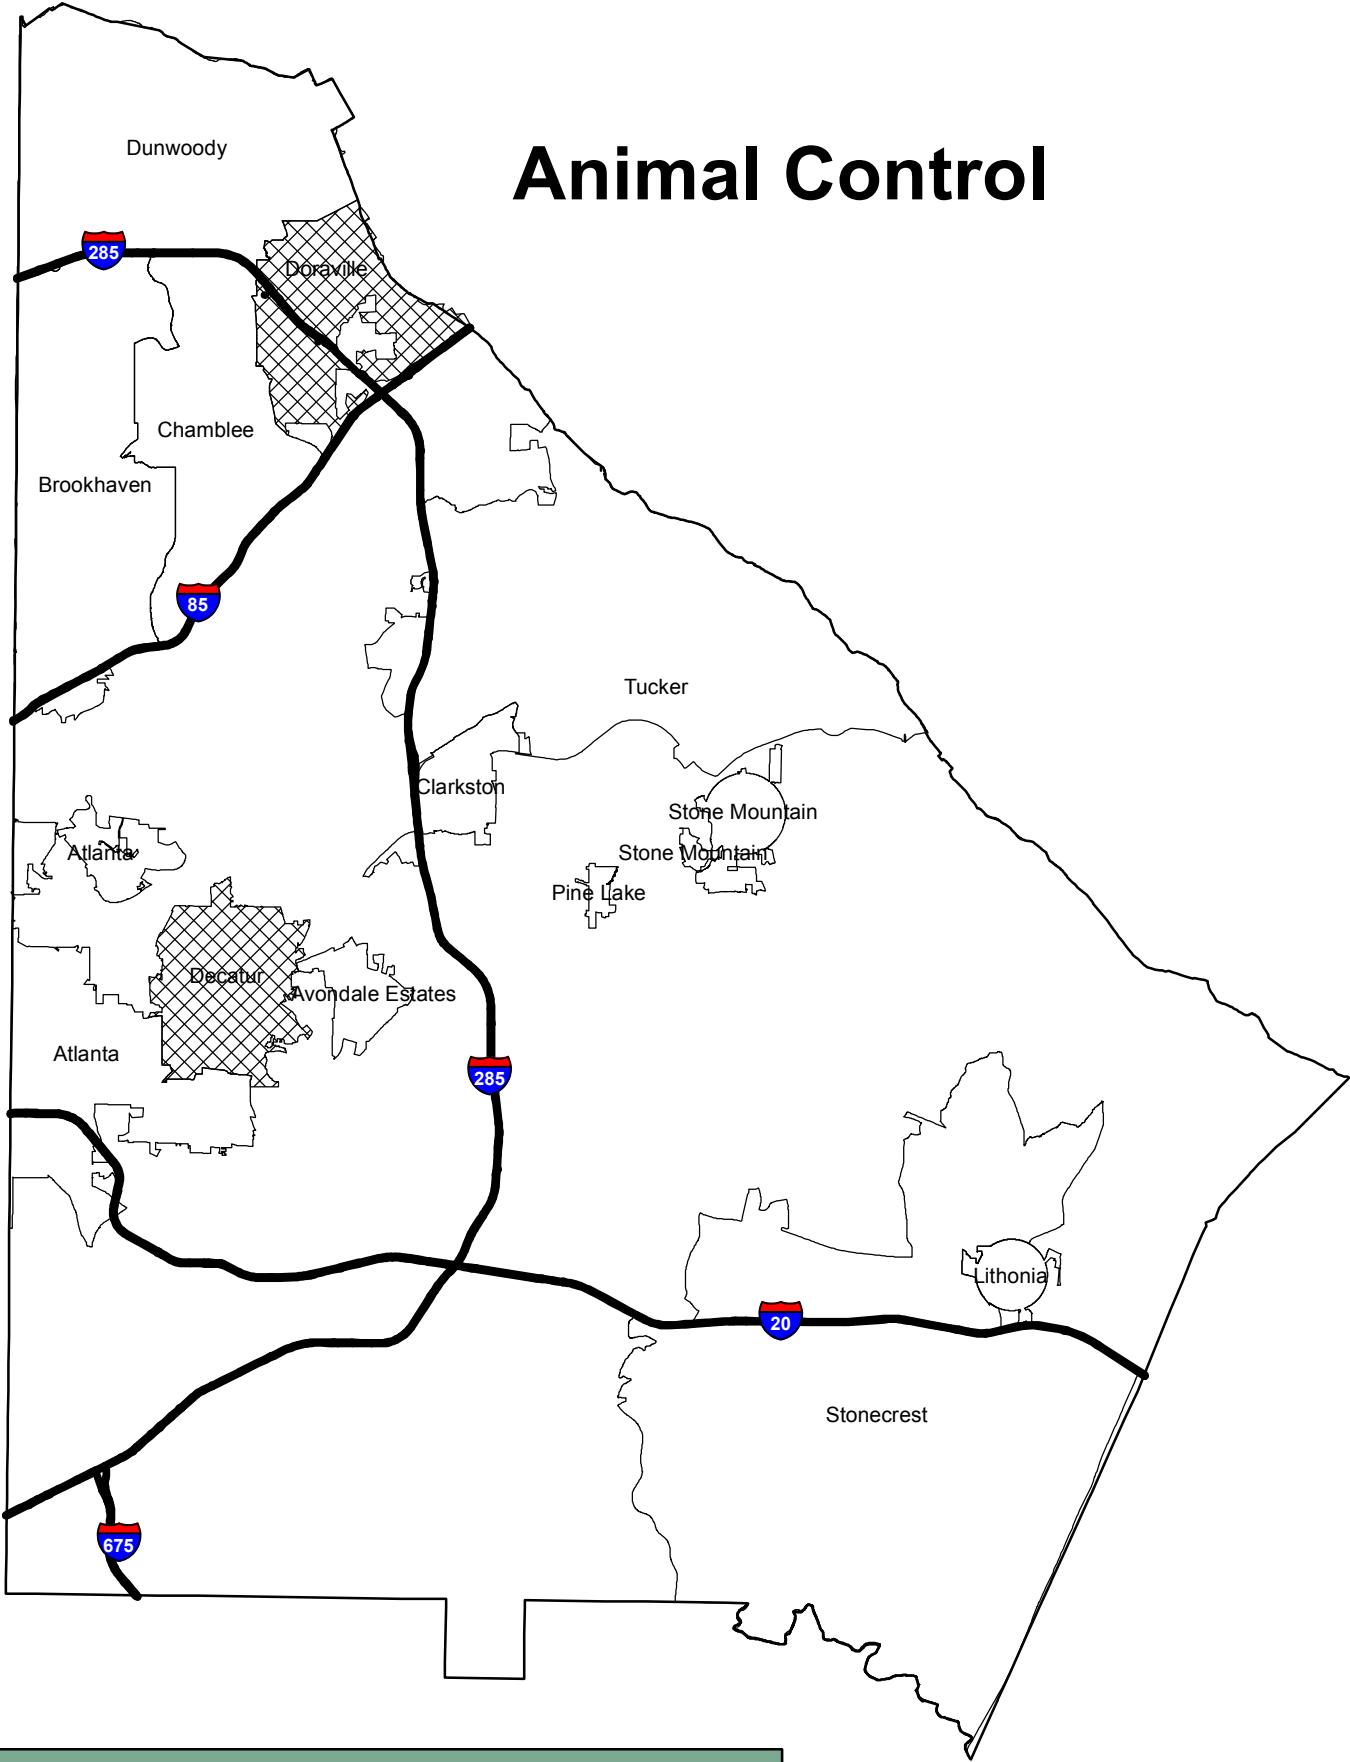 Dunwoody
Animal Control
285
Doraville
Chamblee
Brookhaven
85
Tucker
Clarkston
Stone Mountain
Atlanta
Stone Mountain
Pine Lake
Decatur
Avondale Estates
Atlanta
285
Lithonia
20
Stonecrest
675